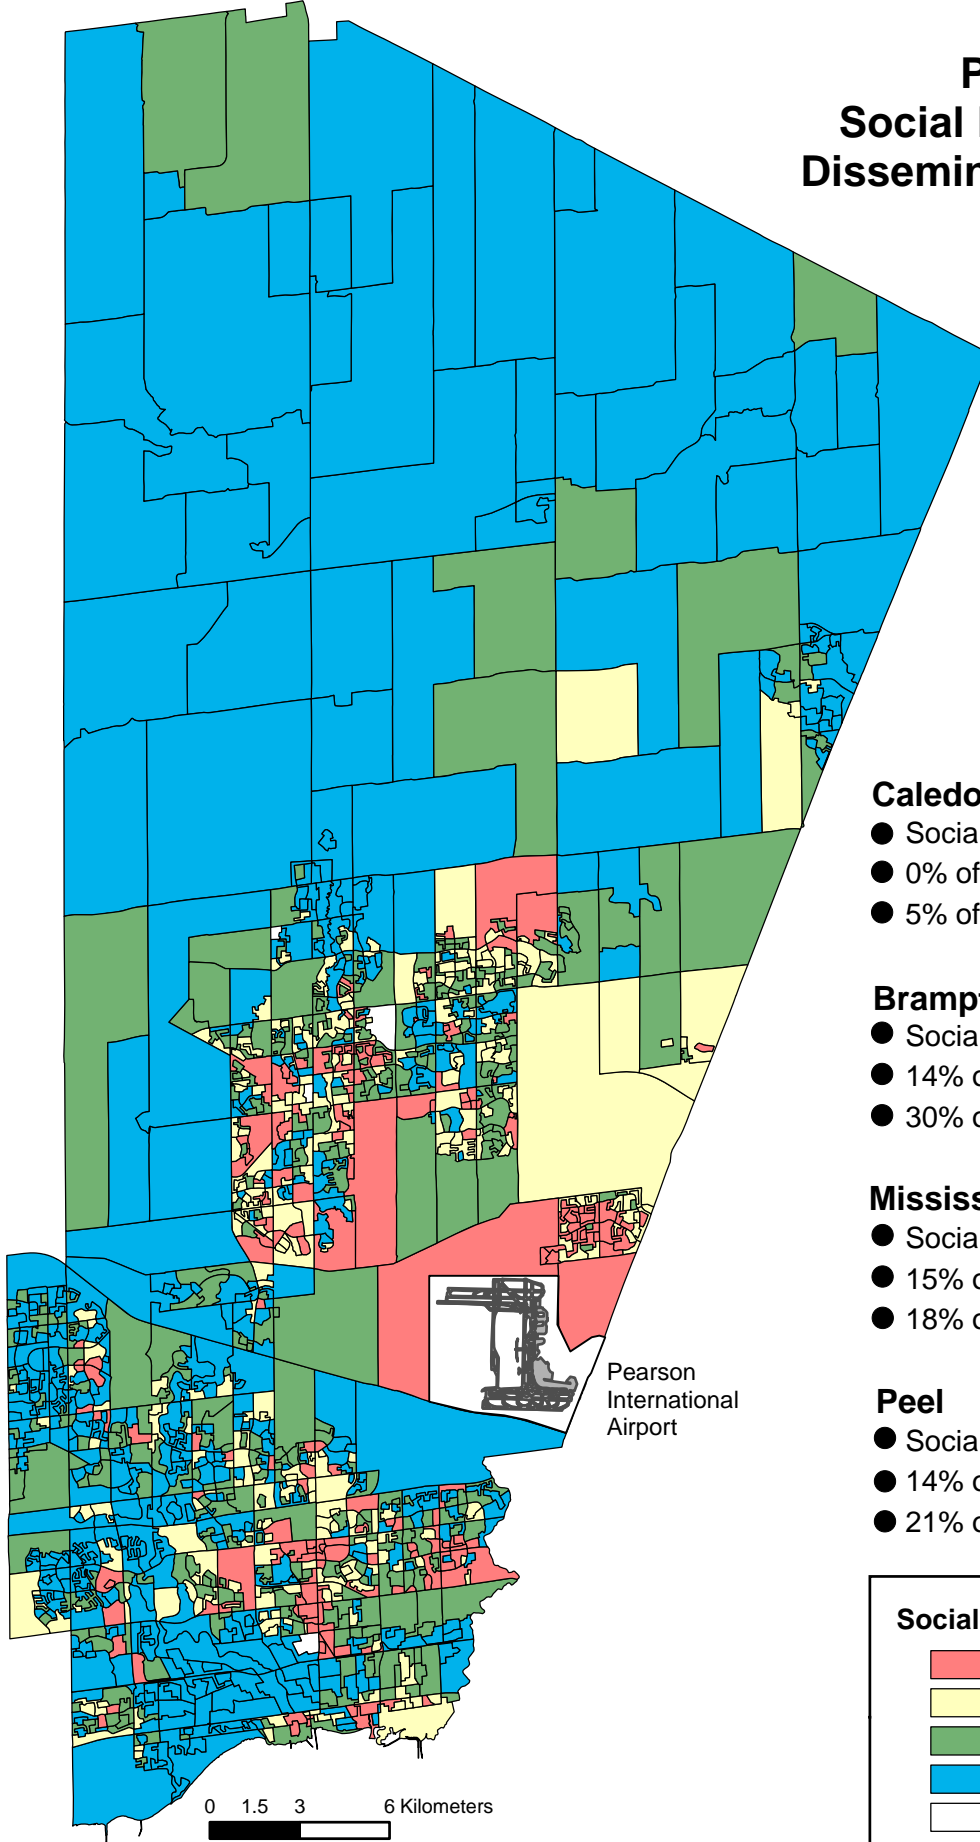 Social
Dissemin
Pearson
International
Airport
Caledo
● Socia
● 0% of
● 5% of
Bramp
● Socia
● 14%
● 30%
Mississ
● Socia
● 15%
● 18%
Peel
● Socia
● 14%
● 21%
Social
0 1.5 3 6 Kilometers